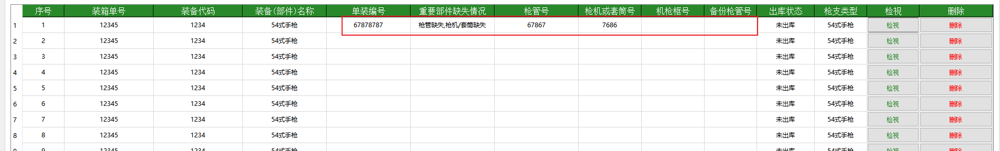 序号 装箱单号 装备代码 装备(部件)名称 单装编号 重要部件缺失情况 枪管号 枪机或套筒号 机枪框号 备份枪管号 出库状态 枪支类型 检视 删除
1 1 12345 1234 54式手枪 67878787 枪管缺失,枪机/套筒缺失 67867 7686 未出库 54式手枪 检视 删除
2 2 12345 1234 54式手枪 未出库 54式手枪 检视 删除
3 3 12345 1234 54式手枪 未出库 54式手枪 检视 删除
4 4 12345 1234 54式手枪 未出库 54式手枪 检视 删除
5 5 12345 1234 54式手枪 未出库 54式手枪 检视 删除
6 6 12345 1234 54式手枪 未出库 54式手枪 检视 删除
7 7 12345 1234 54式手枪 未出库 54式手枪 检视 删除
8 8 12345 1234 54式手枪 未出库 54式手枪 检视 删除
9 9 12345 1234 54式手枪 未出库 54式手枪 检视 删除